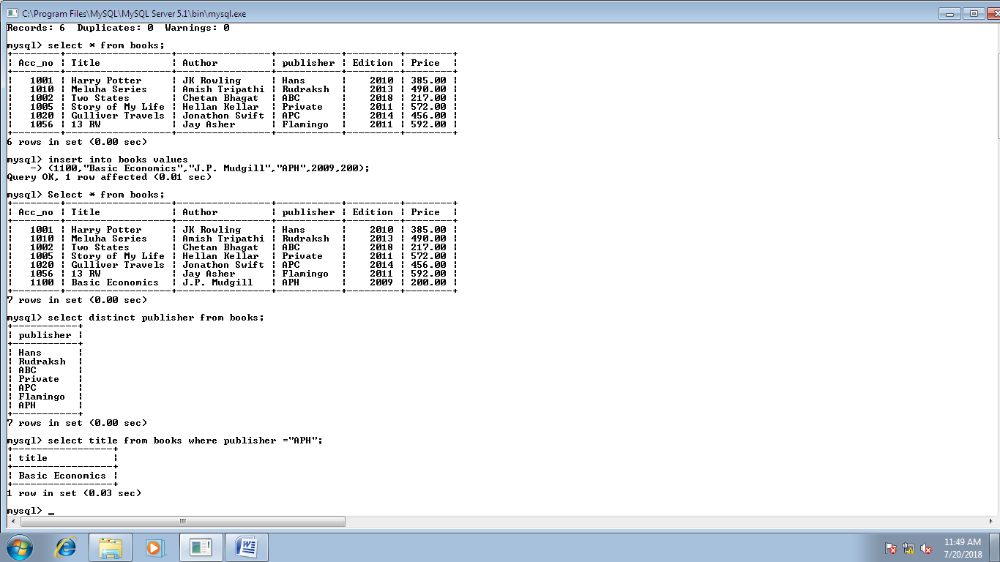 C:\Program Files\MySQL\MySQL Server 5.1\bin\mysql.exe
Records: 6  Duplicates: 0  Warnings: 0
mysql> select * from books;
+--------+------------------+----------------+-----------+---------+--------+
¦ Acc_no ¦ Title            ¦ Author         ¦ publisher ¦ Edition ¦ Price  ¦
+--------+------------------+----------------+-----------+---------+--------+
¦   1001 ¦ Harry Potter     ¦ JK Rowling     ¦ Hans      ¦    2010 ¦ 385.00 ¦
¦   1010 ¦ Meluha Series    ¦ Amish Tripathi ¦ Rudraksh  ¦    2013 ¦ 490.00 ¦
¦   1002 ¦ Two States       ¦ Chetan Bhagat  ¦ ABC       ¦    2018 ¦ 217.00 ¦
¦   1005 ¦ Story of My Life ¦ Hellan Kellar  ¦ Private   ¦    2011 ¦ 572.00 ¦
¦   1020 ¦ Gulliver Travels ¦ Jonathon Swift ¦ APC       ¦    2014 ¦ 456.00 ¦
¦   1056 ¦ 13 RW            ¦ Jay Asher      ¦ Flamingo  ¦    2011 ¦ 592.00 ¦
+--------+------------------+----------------+-----------+---------+--------+
6 rows in set (0.00 sec)
mysql> insert into books values
    -> (1100,"Basic Economics","J.P. Mudgill","APH",2009,200);
Query OK, 1 row affected (0.01 sec)
mysql> Select * from books;
+--------+------------------+----------------+-----------+---------+--------+
¦ Acc_no ¦ Title            ¦ Author         ¦ publisher ¦ Edition ¦ Price  ¦
+--------+------------------+----------------+-----------+---------+--------+
¦   1001 ¦ Harry Potter     ¦ JK Rowling     ¦ Hans      ¦    2010 ¦ 385.00 ¦
¦   1010 ¦ Meluha Series    ¦ Amish Tripathi ¦ Rudraksh  ¦    2013 ¦ 490.00 ¦
¦   1002 ¦ Two States       ¦ Chetan Bhagat  ¦ ABC       ¦    2018 ¦ 217.00 ¦
¦   1005 ¦ Story of My Life ¦ Hellan Kellar  ¦ Private   ¦    2011 ¦ 572.00 ¦
¦   1020 ¦ Gulliver Travels ¦ Jonathon Swift ¦ APC       ¦    2014 ¦ 456.00 ¦
¦   1056 ¦ 13 RW            ¦ Jay Asher      ¦ Flamingo  ¦    2011 ¦ 592.00 ¦
¦   1100 ¦ Basic Economics  ¦ J.P. Mudgill   ¦ APH       ¦    2009 ¦ 200.00 ¦
+--------+------------------+----------------+-----------+---------+--------+
7 rows in set (0.00 sec)
mysql> select distinct publisher from books;
+-----------+
¦ publisher ¦
+-----------+
¦ Hans      ¦
¦ Rudraksh  ¦
¦ ABC       ¦
¦ Private   ¦
¦ APC       ¦
¦ Flamingo  ¦
¦ APH       ¦
+-----------+
7 rows in set (0.00 sec)
mysql> select title from books where publisher ="APH";
+-----------------+
¦ title           ¦
+-----------------+
¦ Basic Economics ¦
+-----------------+
1 row in set (0.03 sec)
mysql> _
11:49 AM
7/20/2018